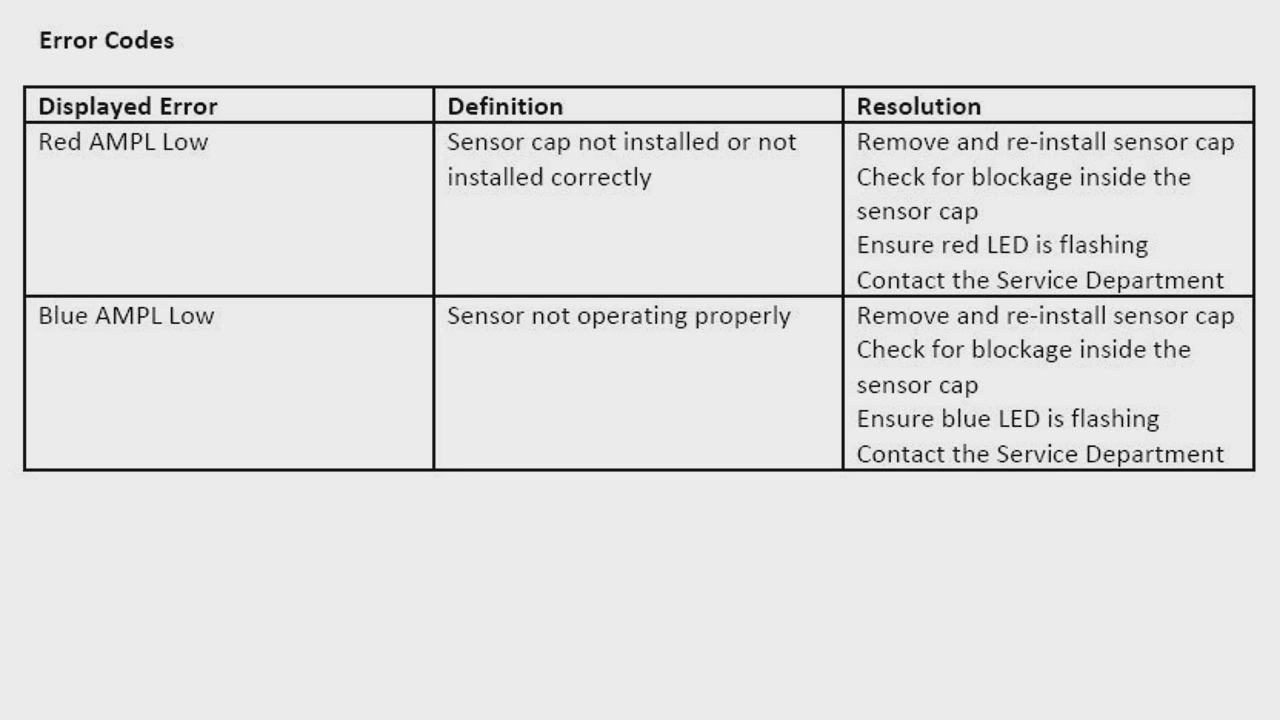 Error Codes
Displayed Error
Definition
Resolution
Red AMPL Low
Sensor cap not installed or not
installed correctly
Remove and re-install sensor cap
Check for blockage inside the
sensor cap
Ensure red LED is flashing
Contact the Service Department
Blue AMPL Low
Sensor not operating properly
Remove and re-install sensor cap
Check for blockage inside the
sensor cap
Ensure blue LED is flashing
Contact the Service Department